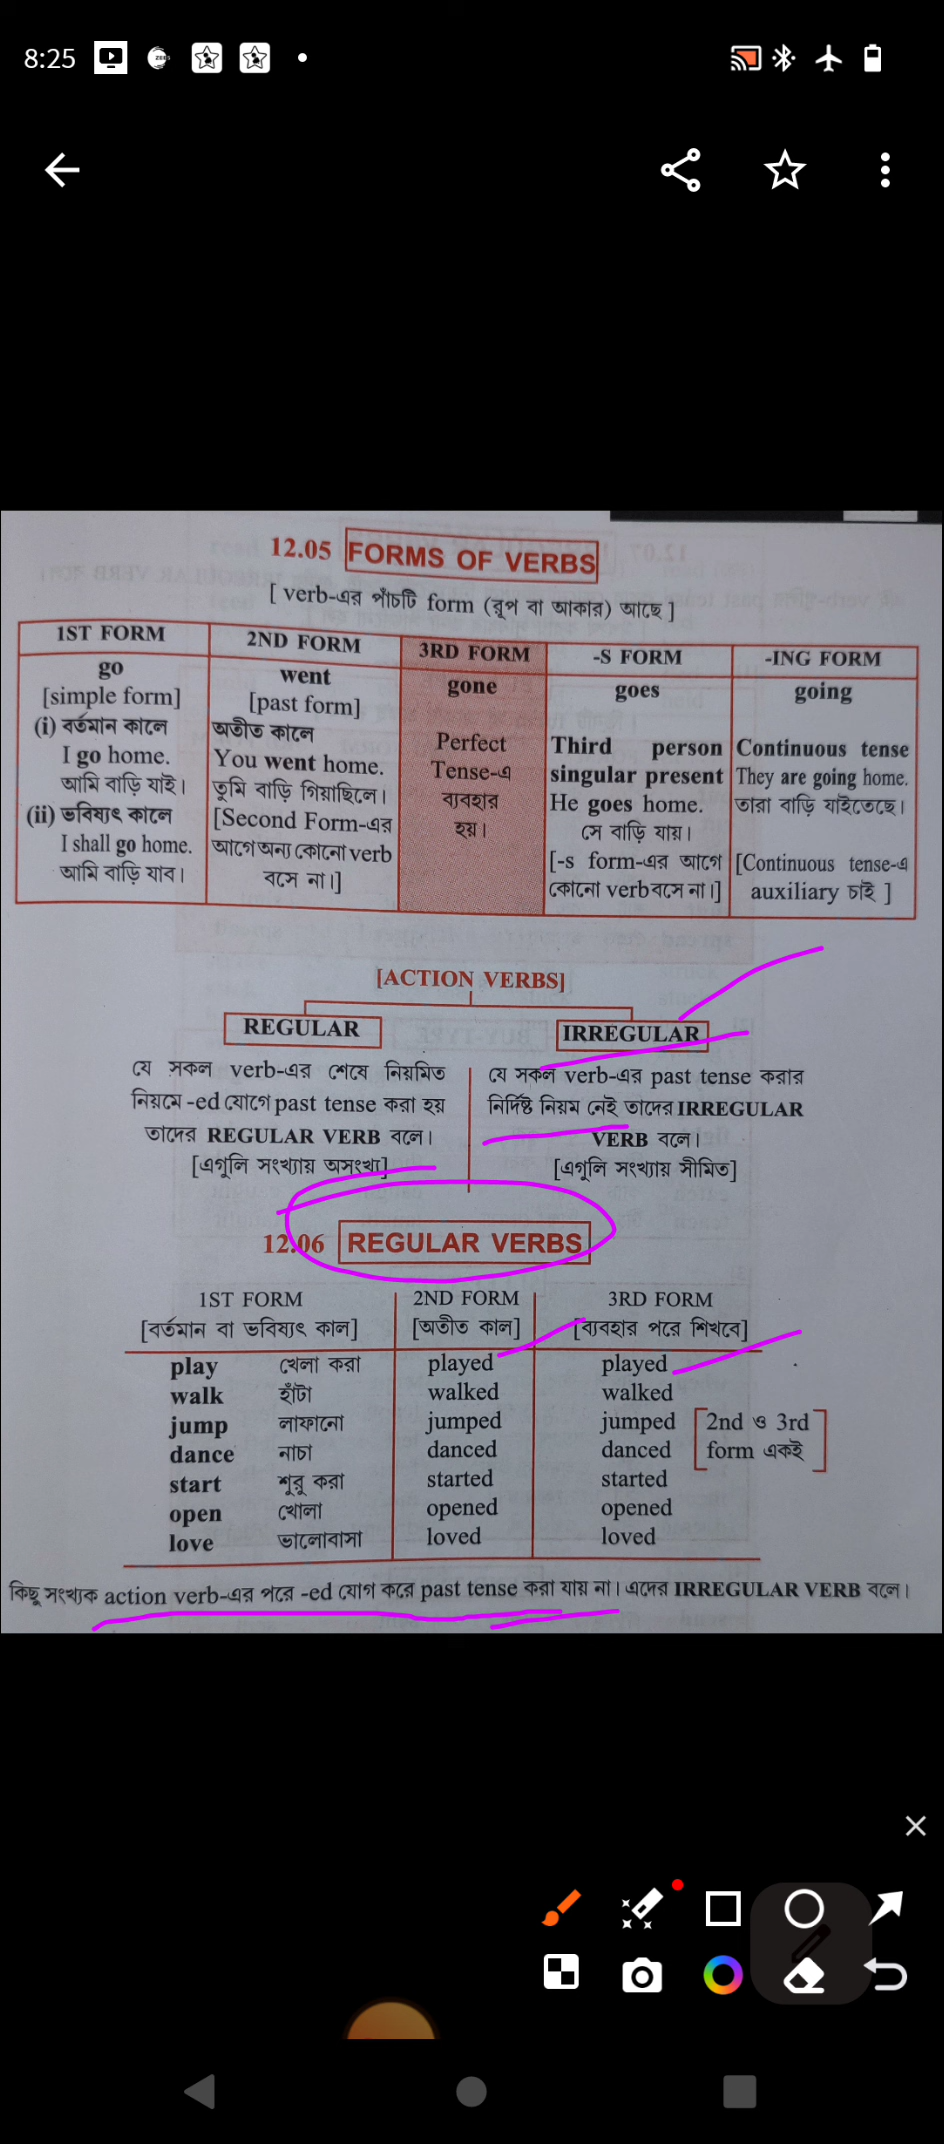 8:25
12.05 FORMS OF VERBS
[ verb-এর পাঁচটি form (রূপ বা আকার) আছে ]
1ST FORM
go
[simple form]
(i) বর্তমান কালে
I go home.
আমি বাড়ি যাই।
(ii) ভবিষ্যৎ কালে
I shall go home.
আমি বাড়ি যাব।
2ND FORM
went
[past form]
অতীত কালে
You went home.
তুমি বাড়ি গিয়াছিলে।
[Second Form-এর
আগে অন্য কোনো verb
বসে না।]
3RD FORM
gone
Perfect
Tense-এ
ব্যবহার
হয়।
-S FORM
goes
Third person
singular present
He goes home.
সে বাড়ি যায়।
[-s form-এর আগে
কোনো verb বসে না।]
-ING FORM
going
Continuous tense
They are going home.
তারা বাড়ি যাইতেছে।
[Continuous tense-এ
auxiliary চাই ]
[ACTION VERBS]
REGULAR
যে সকল verb-এর শেষে নিয়মিত
নিয়মে -ed যোগে past tense করা হয়
তাদের REGULAR VERB বলে।
[এগুলি সংখ্যায় অসংখ্য]
IRREGULAR
যে সকল verb-এর past tense করার
নির্দিষ্ট নিয়ম নেই তাদের IRREGULAR
VERB বলে।
[এগুলি সংখ্যায় সীমিত]
12.06 REGULAR VERBS
1ST FORM 2ND FORM 3RD FORM
[বর্তমান বা ভবিষ্যৎ কাল] [অতীত কাল] [ব্যবহার পরে শিখবে]
play খেলা করা played played
walk হাঁটা walked walked
jump লাফানো jumped jumped [2nd ও 3rd
dance নাচা danced danced form একই]
start শুরু করা started started
open খোলা opened opened
love ভালোবাসা loved loved
কিছু সংখ্যক action verb-এর পরে -ed যোগ করে past tense করা যায় না। এদের IRREGULAR VERB বলে।